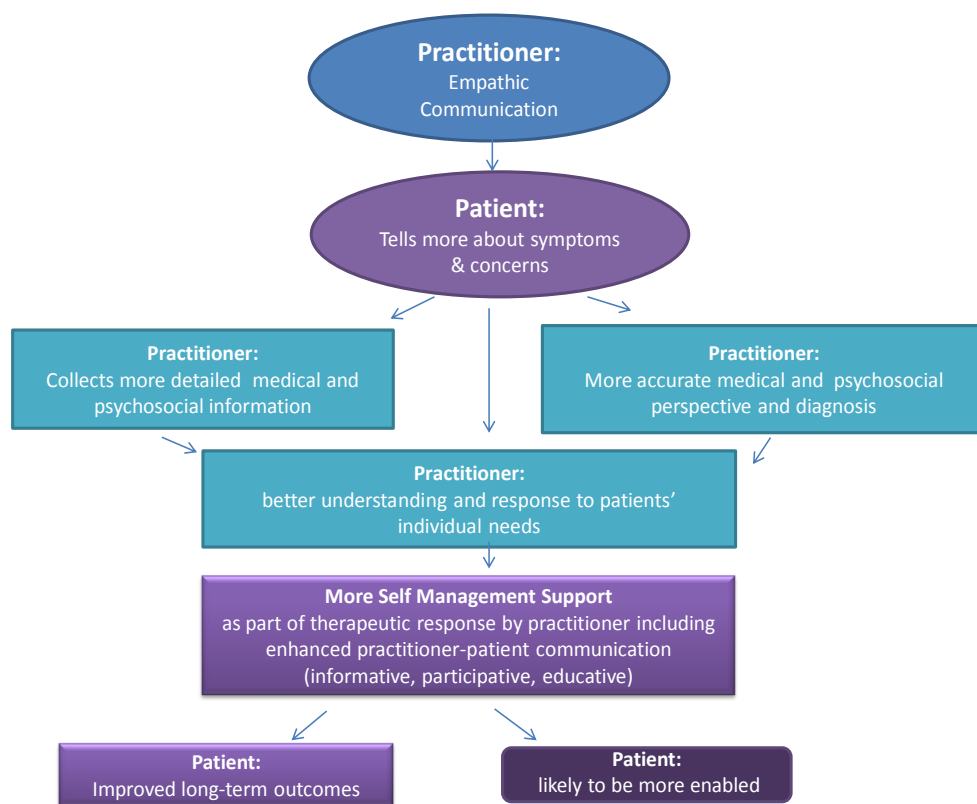 Practitioner:
Empathic
Communication
Patient:
Tells more about symptoms
& concerns
Practitioner:
Collects more detailed medical and
psychosocial information
Practitioner:
More accurate medical and psychosocial
perspective and diagnosis
Practitioner:
better understanding and response to patients’
individual needs
More Self Management Support
as part of therapeutic response by practitioner including
enhanced practitioner-patient communication
(informative, participative, educative)
Patient:
Improved long-term outcomes
Patient:
likely to be more enabled